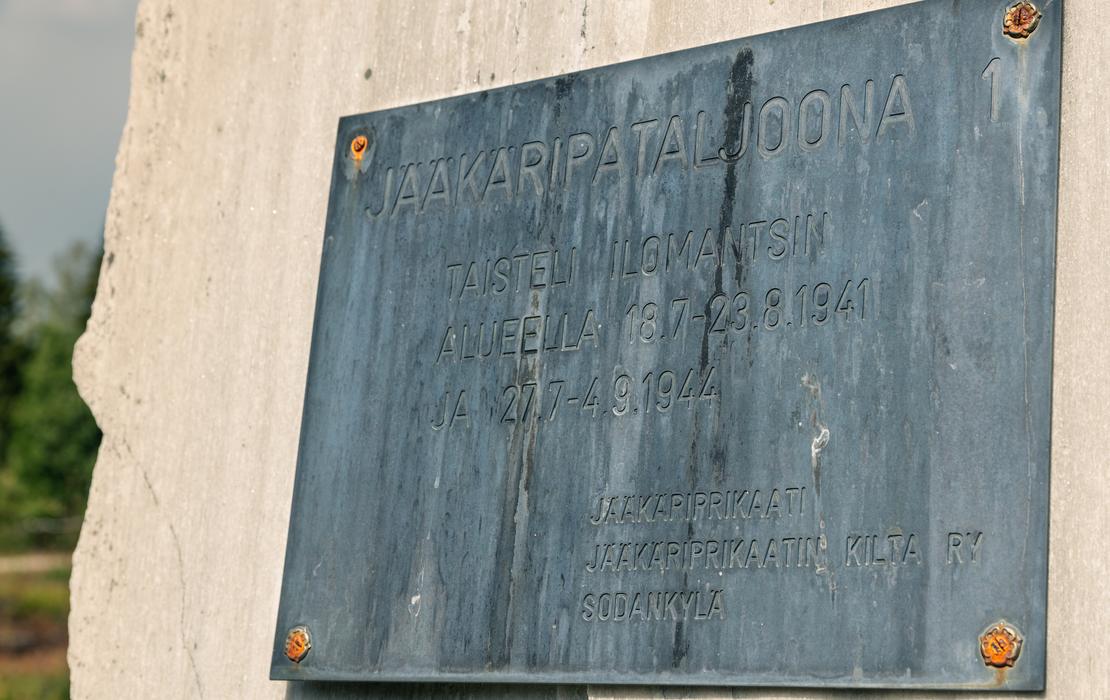 JÄÄKÄRIPATALJOONA 1
TAISTELI ILOMANTSIN
ALUEELLA 18.7-23.8.1941
JA 27.7-4.9.1944
JÄÄKÄRIPRIKAATI
JÄÄKÄRIPRIKAATIN KILTA RY
SODANKYLÄ